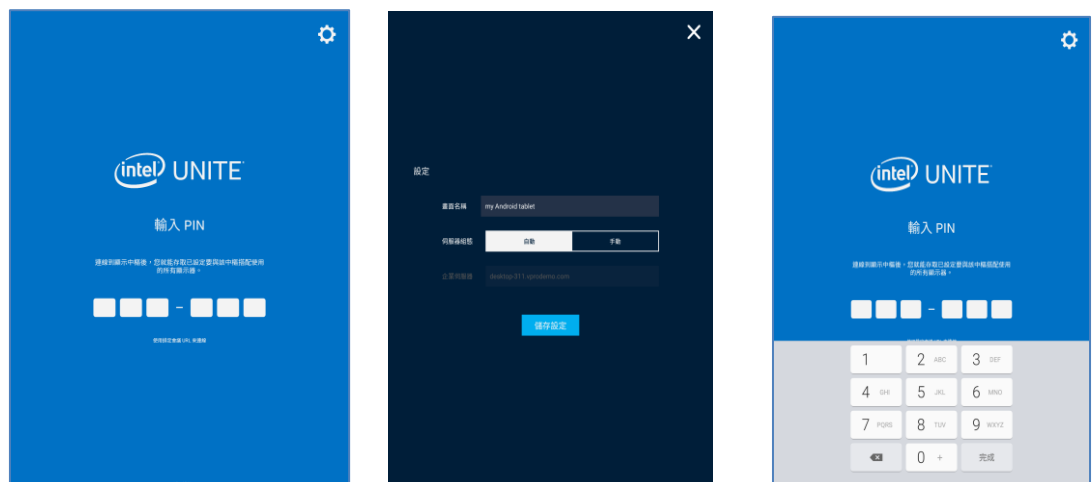 intel UNITE
輸入 PIN
連線到顯示中樞後，您就能存取已設定要與該中樞搭配使用
的所有顯示器。
-
設定
畫面名稱 my Android tablet
伺服器組態 自動 手動
企業伺服器 desktop-311.vprodemo.com
儲存設定
intel UNITE
輸入 PIN
連線到顯示中樞後，您就能存取已設定要與該中樞搭配使用
的所有顯示器。
-
1 2 ABC 3 DEF
4 GHI 5 JKL 6 MNO
7 PQRS 8 TUV 9 WXYZ
0 + 完成